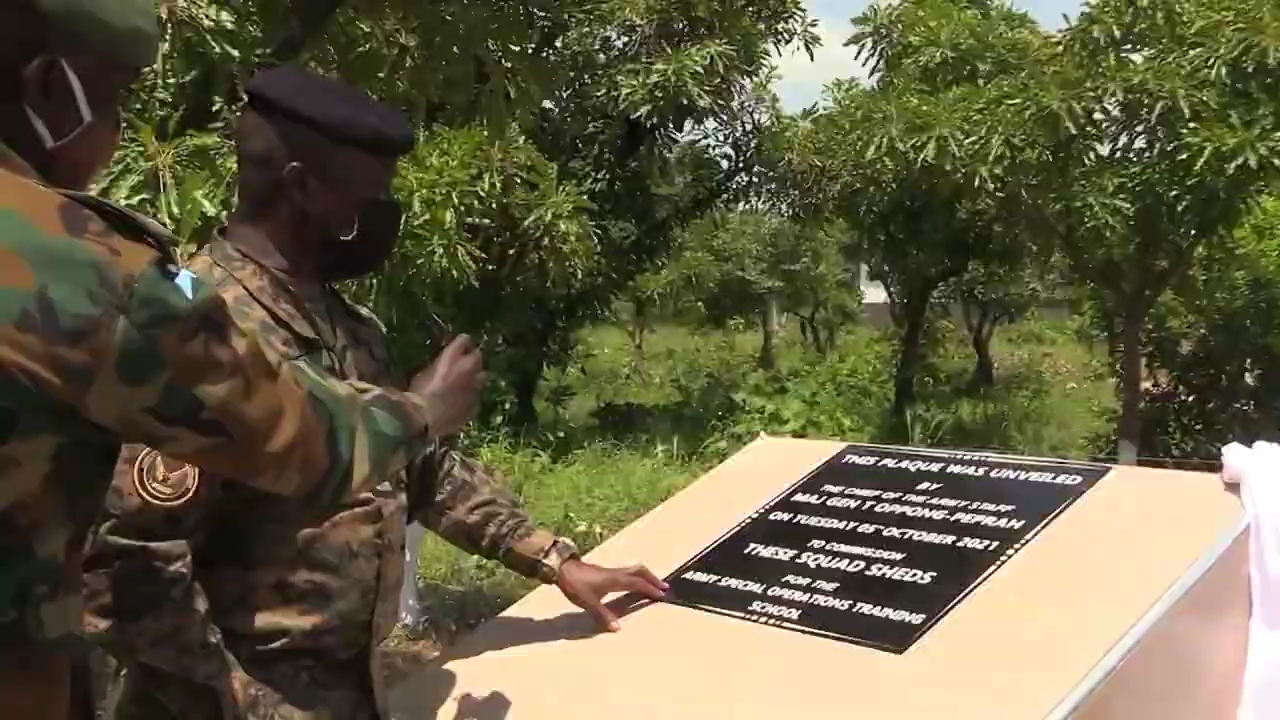 THIS PLAQUE WAS UNVEILED
BY
THE CHIEF OF THE ARMY STAFF
MAJ GEN T OPPONG-PEPRAH
ON TUESDAY 05TH OCTOBER 2021
TO COMMISSION
THESE SQUAD SHEDS
FOR THE
ARMY SPECIAL OPERATIONS TRAINING
SCHOOL